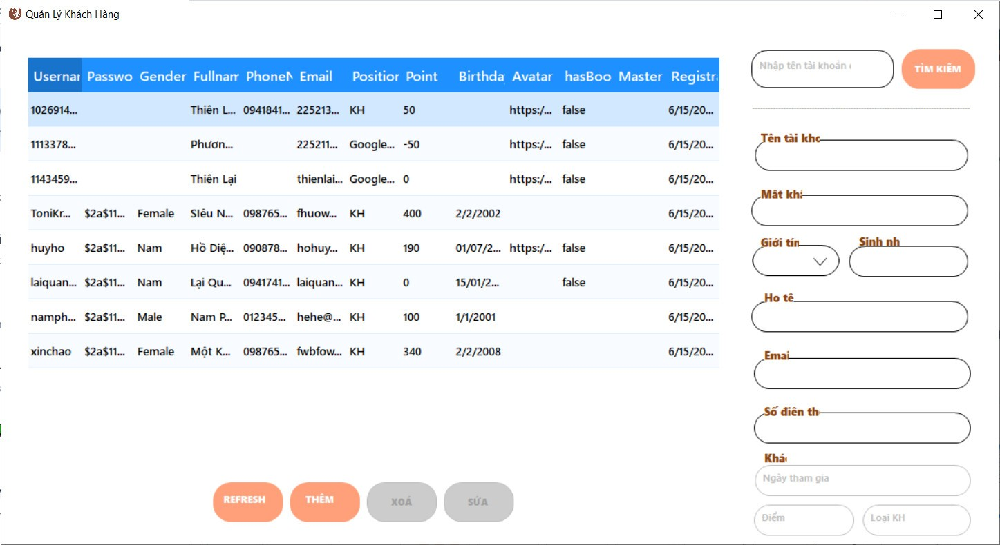 Quản Lý Khách Hàng
Usernar Passwo Gender Fullnam PhoneN Email Position Point Birthda Avatar hasBoo Master Registra
1026914... Thiên L... 0941841... 225213... KH 50 https:/... false 6/15/20...
1113378... Phươn... 225211... Google... -50 https:/... false 6/15/20...
1143459... Thiên Lại thienlai... Google... 0 https:/... false 6/15/20...
ToniKr... $2a$11... Female SIêu N... 098765... fhuow... KH 400 2/2/2002 6/15/20...
huyho $2a$11... Nam Hồ Diệ... 090878... hohuy... KH 190 01/07/2... https:/... false 6/15/20...
laiquan... $2a$11... Nam Lại Qu... 0941741... laiquan... KH 0 15/01/2... false 6/15/20...
namph... $2a$11... Male Nam P... 012345... hehe@... KH 100 1/1/2001 6/15/20...
xinchao $2a$11... Female Một K... 098765... fwbfow... KH 340 2/2/2008 6/15/20...
REFRESH THÊM XOÁ SỬA
Nhập tên tài khoản TÌM KIẾM
Tên tài kho
Mật khẩ
Giới tín Sinh nh
Họ tê
Emai
Số điện th
Khác
Ngày tham gia
Điểm Loại KH